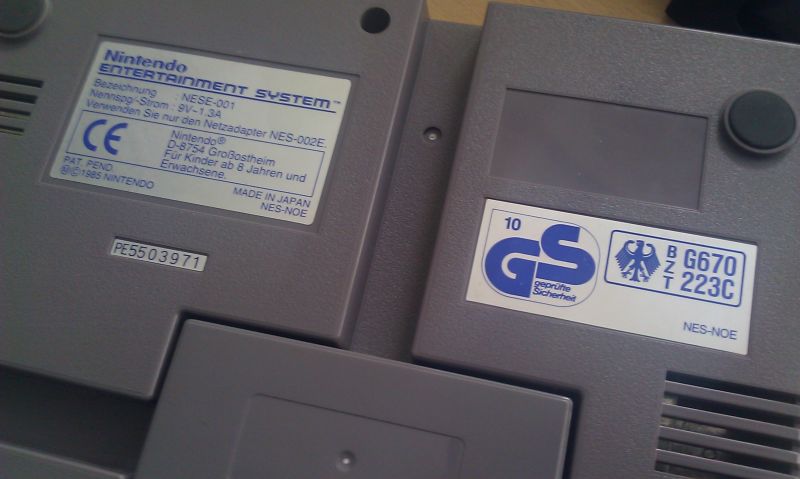 Nintendo
ENTERTAINMENT SYSTEM™
Bezeichnung : NESE-001
Nennspg/-Strom : 9V~1.3A
Verwenden Sie nur den Netzadapter NES-002E.
CE
Nintendo®
D-8754 Großostheim
Für Kinder ab 8 Jahren und
Erwachsene.
PAT. PEND.
Ⓜ©1985 NINTENDO
MADE IN JAPAN
NES-NOE
PE5503971
10
GS
geprüfte
Sicherheit
BZT
G670
223C
NES-NOE